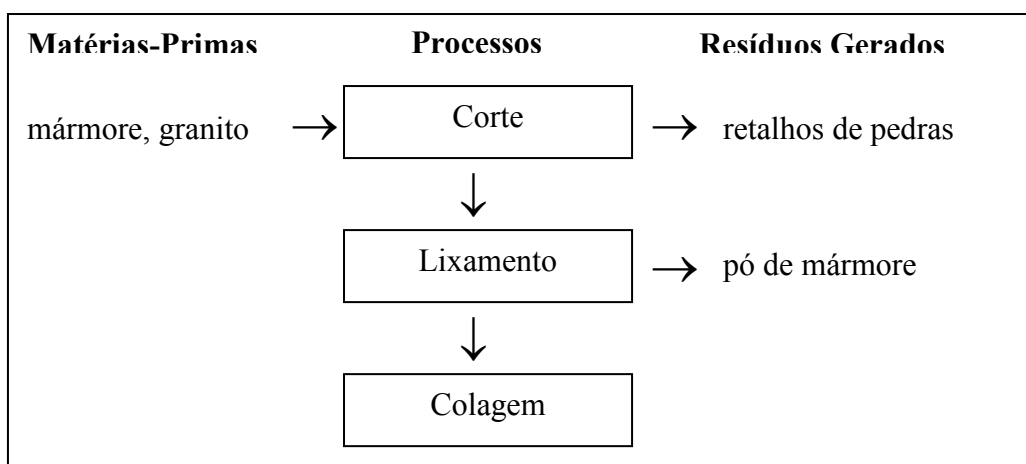 Matérias-Primas Processos Resíduos Gerados
mármore, granito → Corte → retalhos de pedras
↓
Lixamento → pó de mármore
↓
Colagem